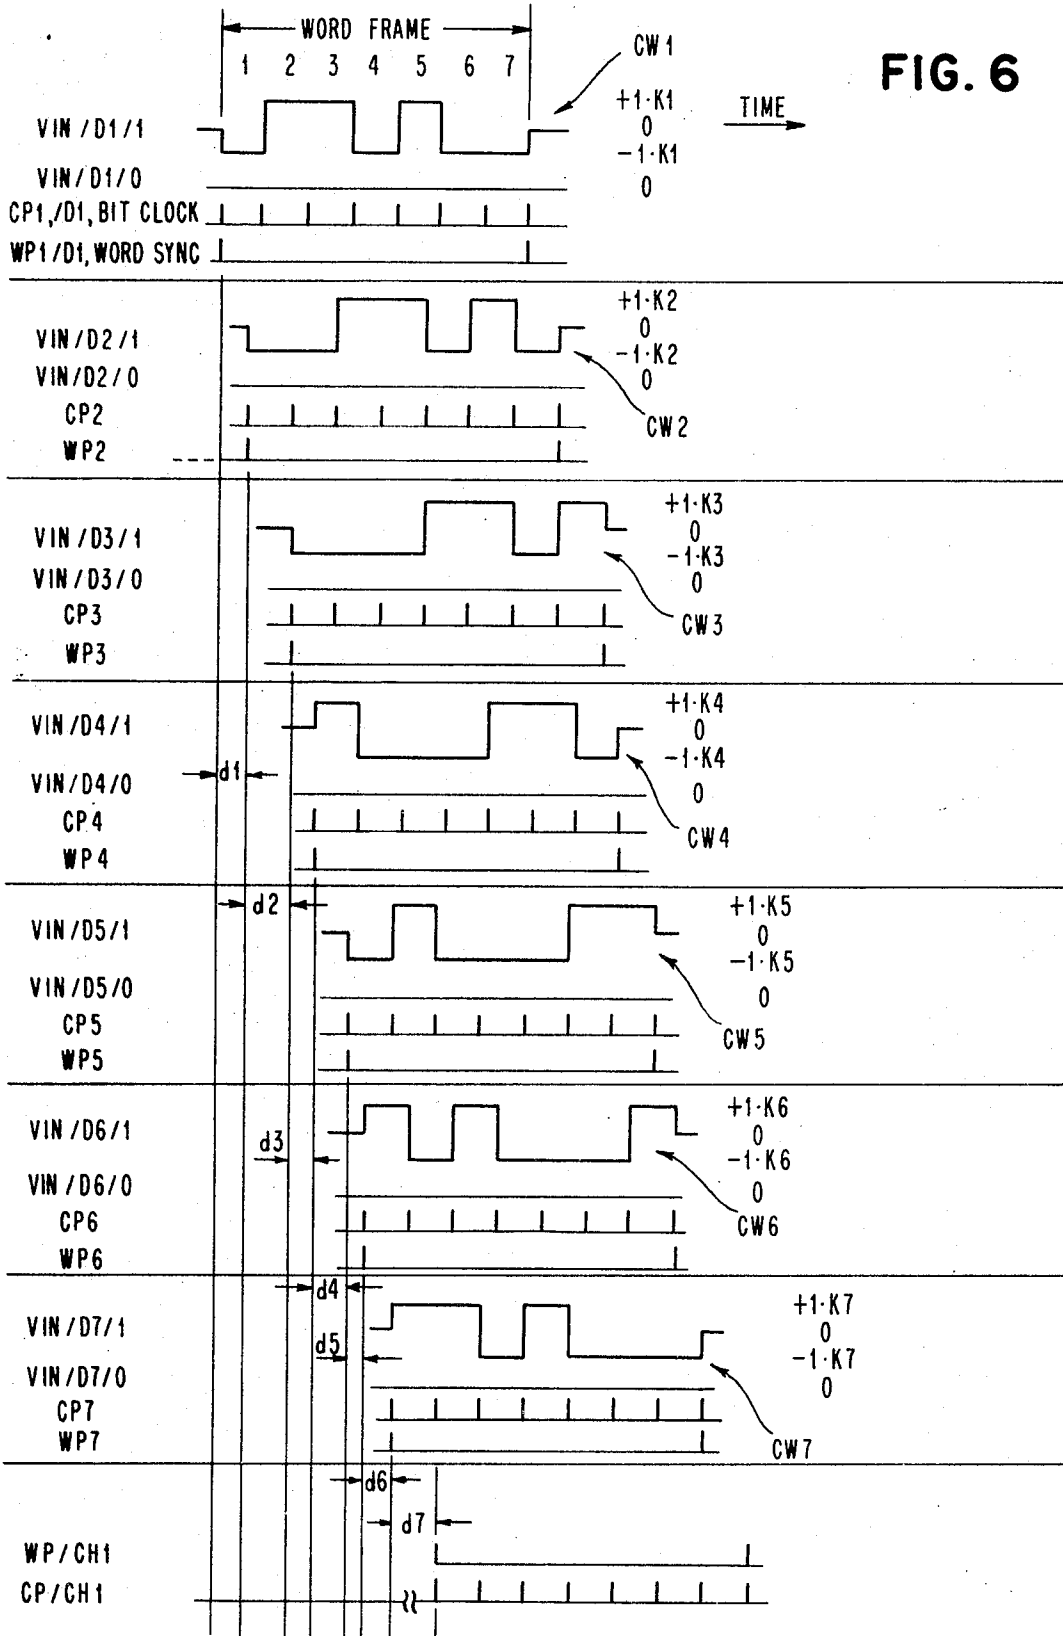 WORD FRAME
CW1
FIG. 6
1 2 3 4 5 6 7
+1·K1
VIN/D1/1
0
TIME
-1·K1
VIN/D1/0
0
CP1,/D1, BIT CLOCK
WP1/D1, WORD SYNC
+1·K2
VIN/D2/1
0
-1·K2
VIN/D2/0
0
CP2
CW2
WP2
+1·K3
VIN/D3/1
0
-1·K3
VIN/D3/0
0
CP3
CW3
WP3
+1·K4
VIN/D4/1
0
-1·K4
d1
VIN/D4/0
0
CP4
CW4
WP4
d2
+1·K5
VIN/D5/1
0
-1·K5
VIN/D5/0
0
CP5
CW5
WP5
+1·K6
VIN/D6/1
0
d3
-1·K6
VIN/D6/0
0
CP6
CW6
WP6
d4
+1·K7
VIN/D7/1
0
d5
-1·K7
VIN/D7/0
0
CP7
WP7
CW7
d6
d7
WP/CH1
CP/CH1